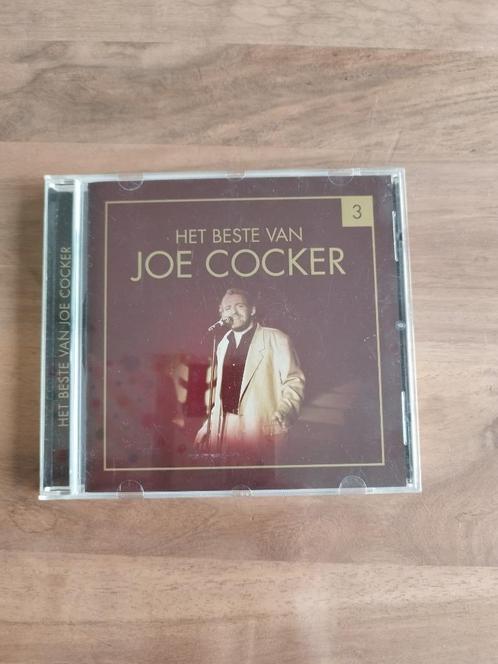 3
HET BESTE VAN
JOE COCKER
HET BESTE VAN JOE COCKER